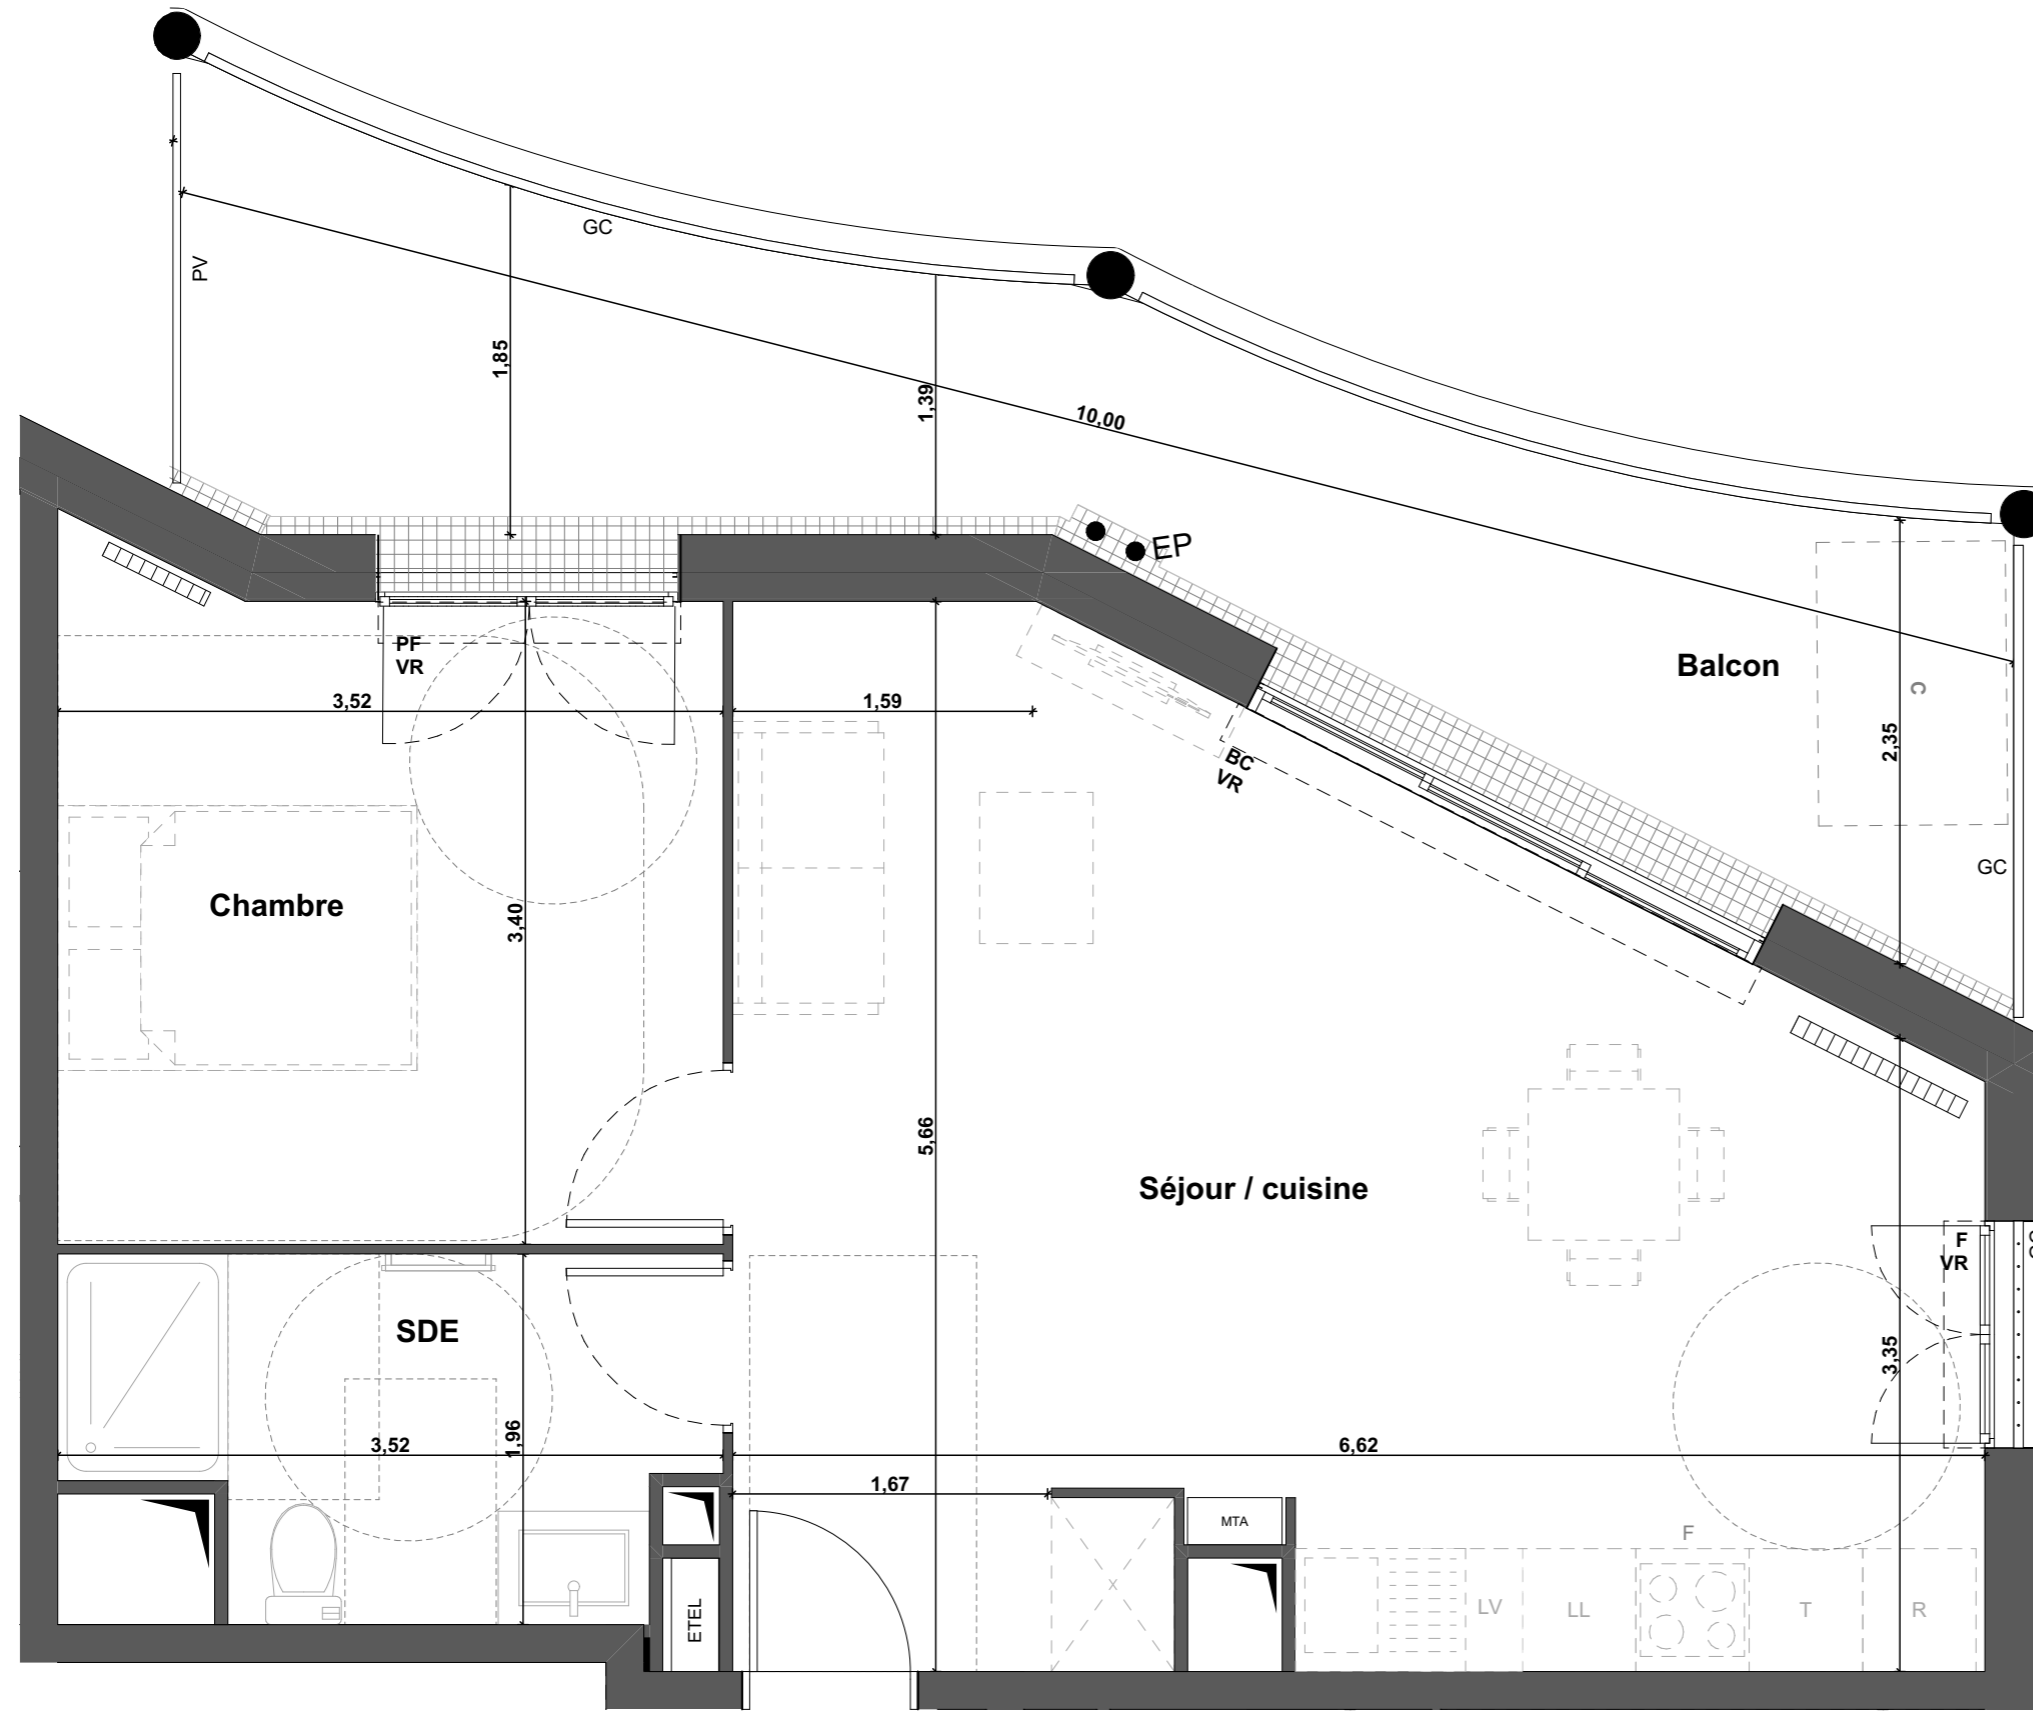 GC
PV
1,85
1,39
10,00
EP
Balcon
C
PF
VR
3,52
1,59
2,35
BC
VR
GC
Chambre
3,40
5,66
Séjour / cuisine
F
VR
SDE
3,35
3,52
1,96
6,62
1,67
MTA
F
ETEL
LV
LL
T
R